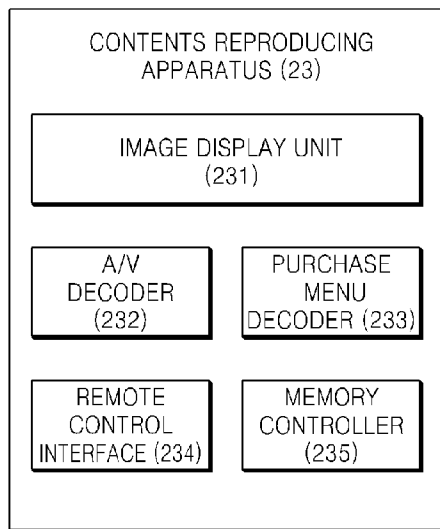 CONTENTS REPRODUCING
APPARATUS (23)
IMAGE DISPLAY UNIT
(231)
A/V
DECODER
(232)
PURCHASE
MENU
DECODER (233)
REMOTE
CONTROL
INTERFACE (234)
MEMORY
CONTROLLER
(235)